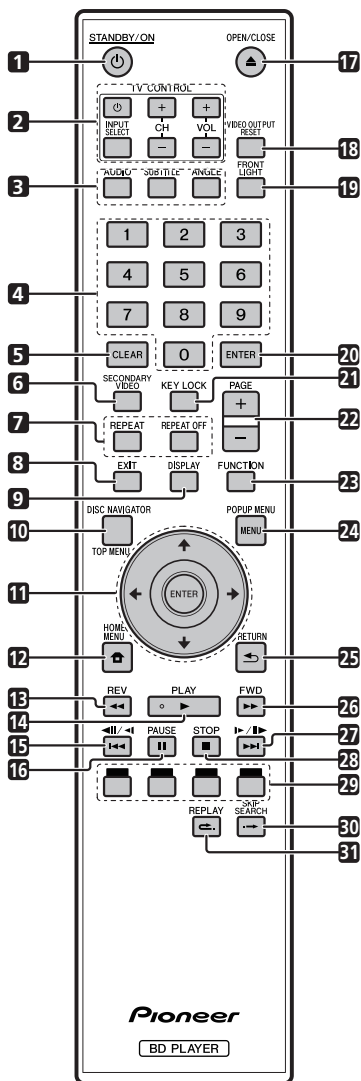 STANDBY/ON
OPEN/CLOSE
1
17
TV CONTROL
2
INPUT SELECT
CH
VOL
+
+
−
−
VIDEO OUTPUT RESET
18
3
AUDIO
SUBTITLE
ANGLE
FRONT LIGHT
19
4
1
2
3
4
5
6
7
8
9
5
CLEAR
0
ENTER
20
6
SECONDARY VIDEO
KEY LOCK
21
PAGE
+
−
22
7
REPEAT
REPEAT OFF
8
EXIT
DISPLAY
FUNCTION
23
9
10
DISC NAVIGATOR
TOP MENU
POPUP MENU
MENU
24
11
ENTER
12
HOME MENU
RETURN
25
13
REV
PLAY
FWD
26
14
15
PAUSE
STOP
27
16
28
29
REPLAY
SKIP SEARCH
30
31
Pioneer
BD PLAYER